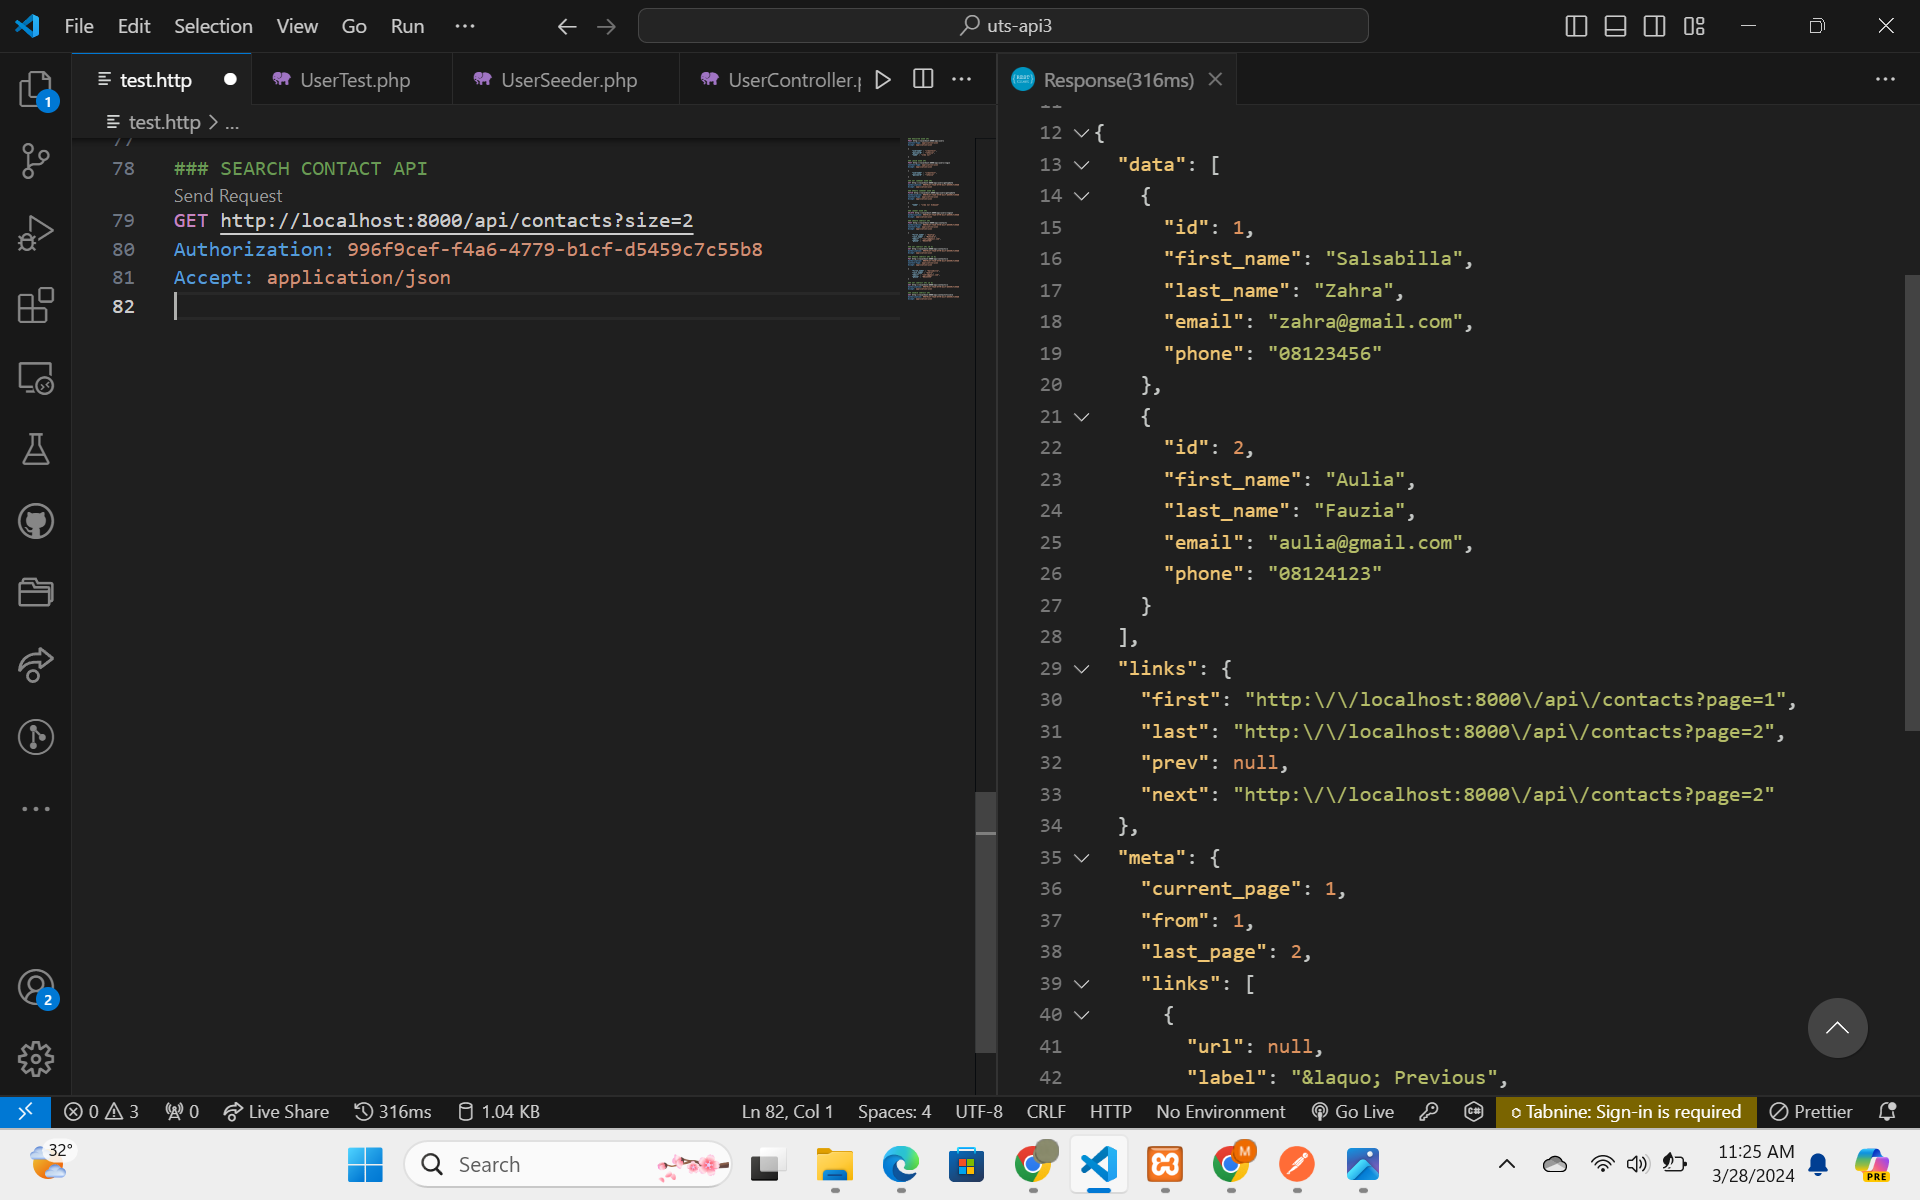 File Edit Selection View Go Run
uts-api3
test.http
UserTest.php
UserSeeder.php
UserController.
Response(316ms)
1
test.http > ...
78 ### SEARCH CONTACT API
Send Request
79 GET http://localhost:8000/api/contacts?size=2
80 Authorization: 996f9cef-f4a6-4779-b1cf-d5459c7c55b8
81 Accept: application/json
82
12 {
13 "data": [
14 {
15 "id": 1,
16 "first_name": "Salsabilla",
17 "last_name": "Zahra",
18 "email": "zahra@gmail.com",
19 "phone": "08123456"
20 },
21 {
22 "id": 2,
23 "first_name": "Aulia",
24 "last_name": "Fauzia",
25 "email": "aulia@gmail.com",
26 "phone": "08124123"
27 }
28 ],
29 "links": {
30 "first": "http:\/\/localhost:8000\/api\/contacts?page=1",
31 "last": "http:\/\/localhost:8000\/api\/contacts?page=2",
32 "prev": null,
33 "next": "http:\/\/localhost:8000\/api\/contacts?page=2"
34 },
35 "meta": {
36 "current_page": 1,
37 "from": 1,
38 "last_page": 2,
39 "links": [
40 {
41 "url": null,
42 "label": "&laquo; Previous",
2
0 3 0 Live Share 316ms 1.04 KB Ln 82, Col 1 Spaces: 4 UTF-8 CRLF HTTP No Environment Go Live Tabnine: Sign-in is required Prettier
32°
Search
M
11:25 AM
3/28/2024
PRE